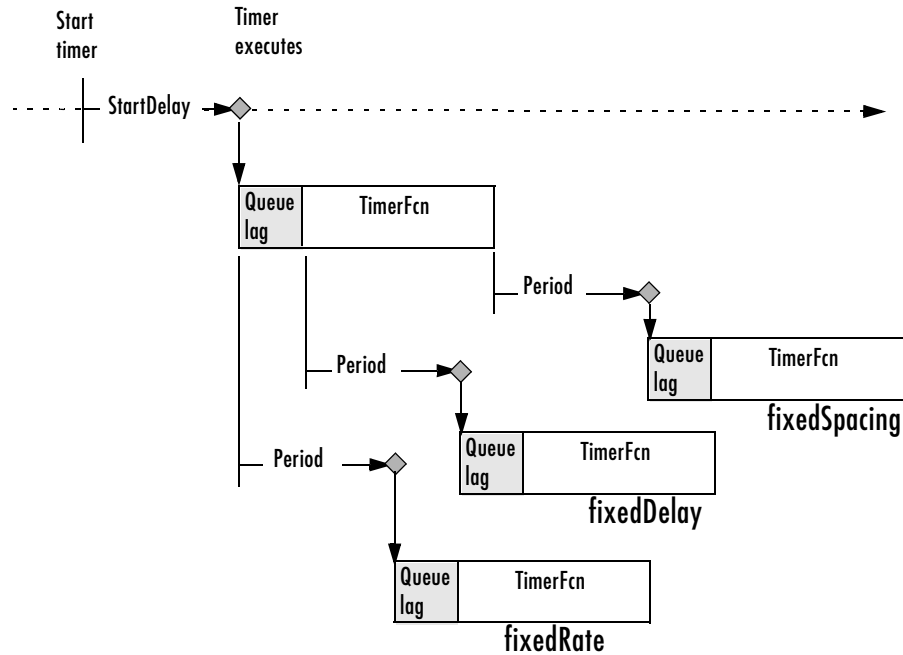 Start
timer
Timer
executes
StartDelay
Queue
lag
TimerFcn
Period
Queue
lag
TimerFcn
fixedSpacing
Period
Queue
lag
TimerFcn
fixedDelay
Period
Queue
lag
TimerFcn
fixedRate